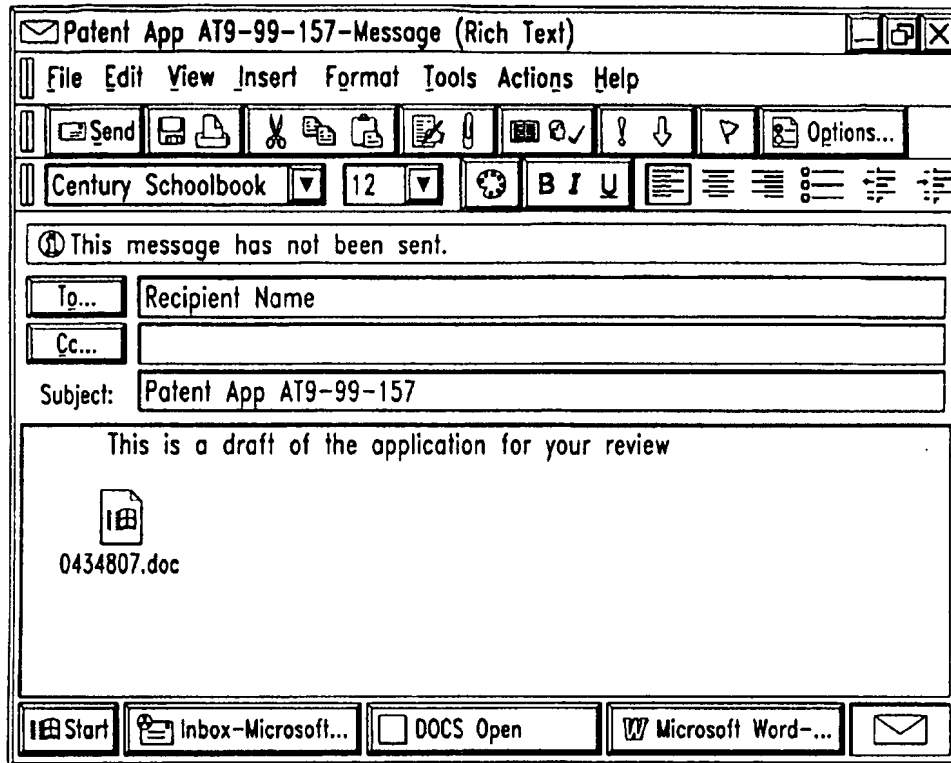 Patent App AT9-99-157-Message (Rich Text)
File Edit View Insert Format Tools Actions Help
Send Options...
Century Schoolbook 12 B I U
This message has not been sent.
To... Recipient Name
Cc...
Subject: Patent App AT9-99-157
This is a draft of the application for your review
0434807.doc
Start Inbox-Microsoft... DOCS Open W Microsoft Word-...